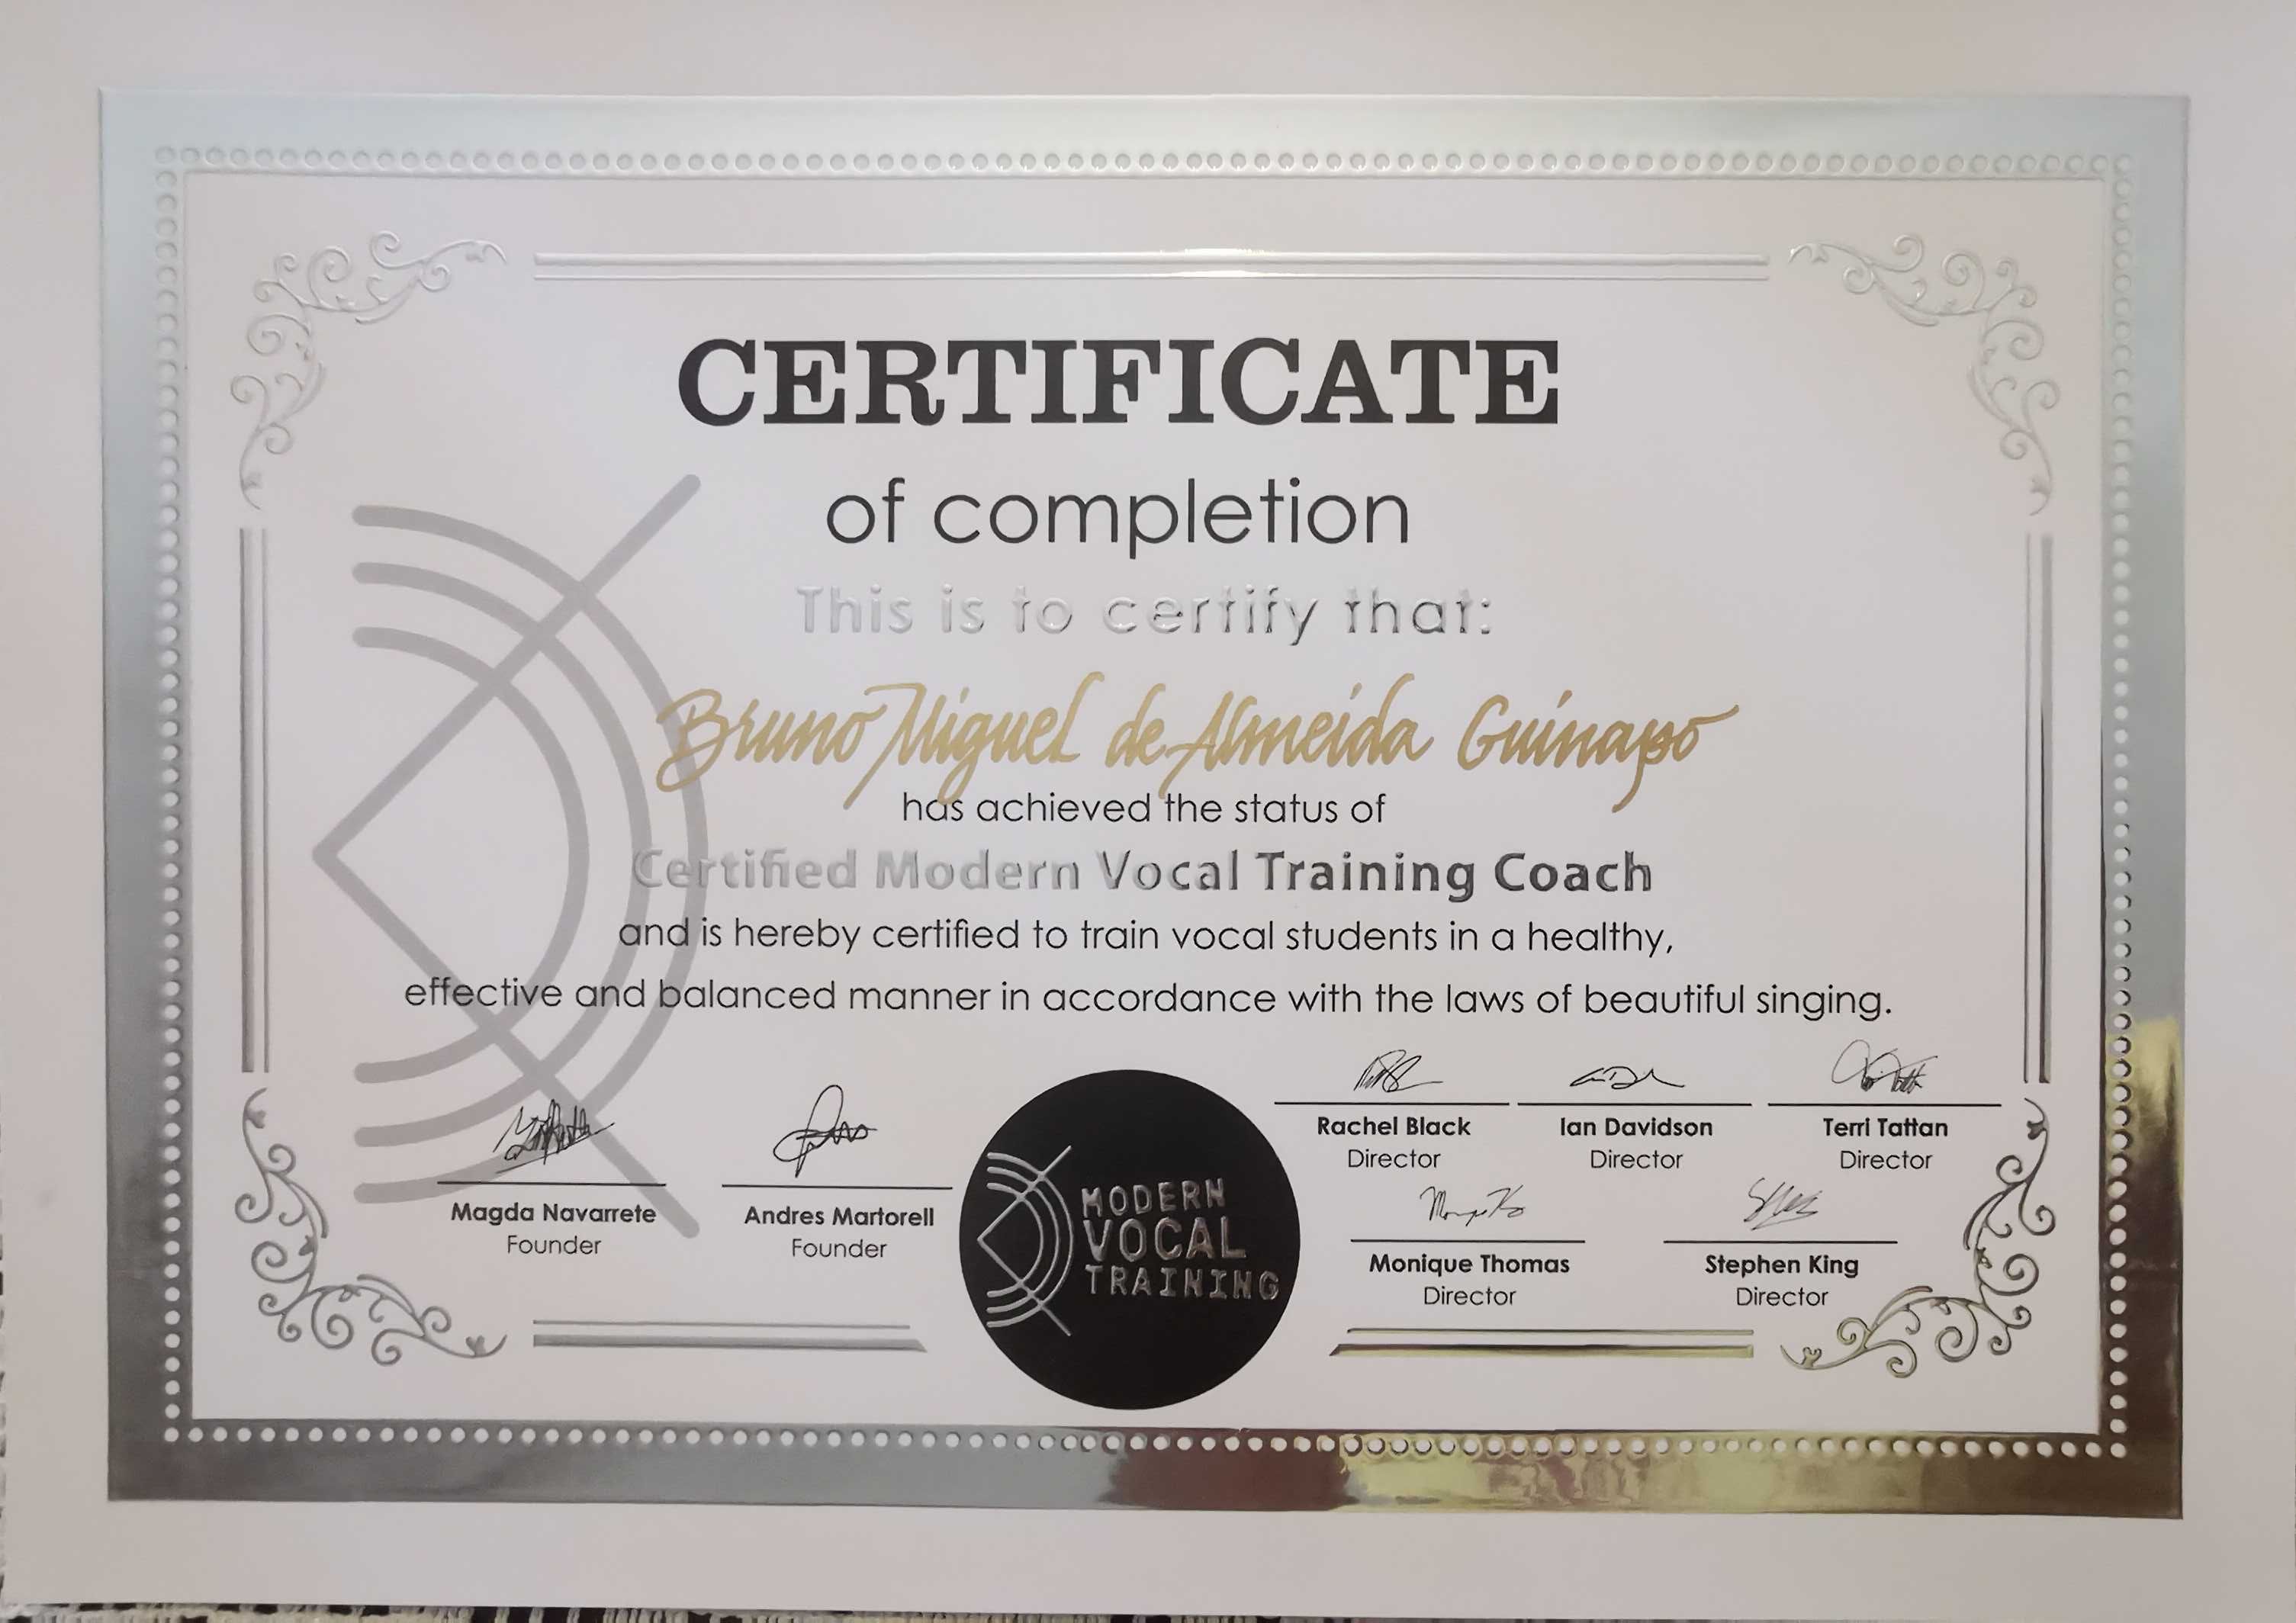 CERTIFICATE
of completion
This is to certify that:
Bruno Miguel de Almeida Guinapo
has achieved the status of
Certified Modern Vocal Training Coach
and is hereby certified to train vocal students in a healthy,
effective and balanced manner in accordance with the laws of beautiful singing.
Magda Navarrete
Founder
Andres Martorell
Founder
MODERN
VOCAL
TRAINING
Rachel Black
Director
Ian Davidson
Director
Terri Tattan
Director
Monique Thomas
Director
Stephen King
Director